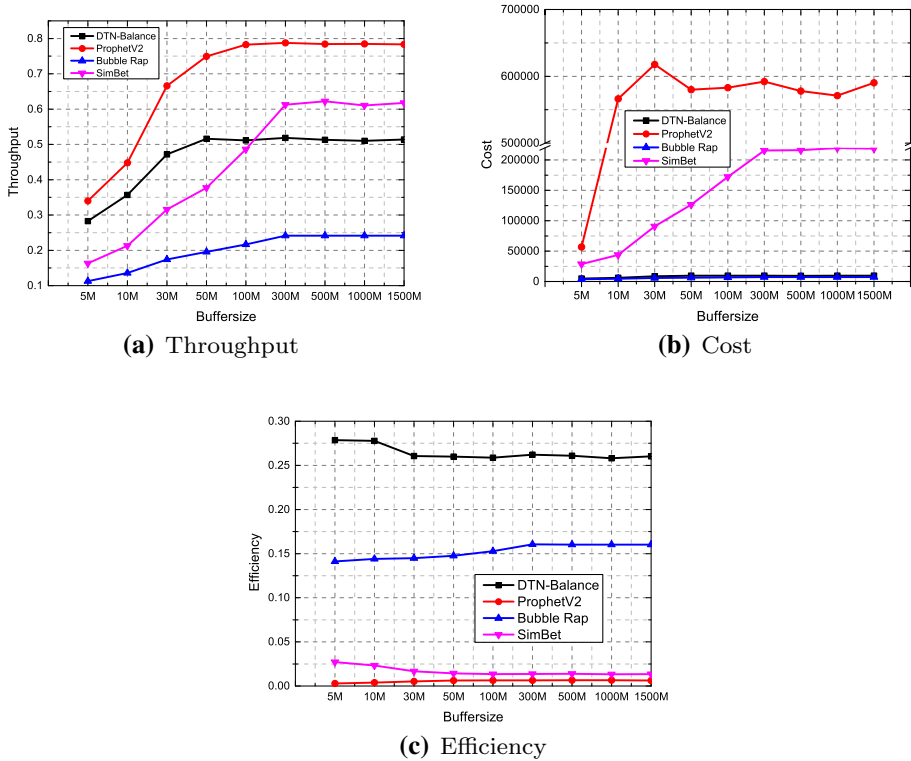 0.8
0.7
0.6
0.5
0.4
0.3
0.2
0.1
Throughput
DTN-Balance
ProphetV2
Bubble Rap
SimBet
5M 10M 30M 50M 100M 300M 500M 1000M 1500M
Buffersize
(a) Throughput
700000
600000
500000
200000
150000
100000
50000
0
Cost
DTN-Balance
ProphetV2
Bubble Rap
SimBet
5M 10M 30M 50M 100M 300M 500M 1000M 1500M
Buffersize
(b) Cost
0.30
0.25
0.20
0.15
0.10
0.05
0.00
Efficiency
DTN-Balance
ProphetV2
Bubble Rap
SimBet
5M 10M 30M 50M 100M 300M 500M 1000M 1500M
Buffersize
(c) Efficiency